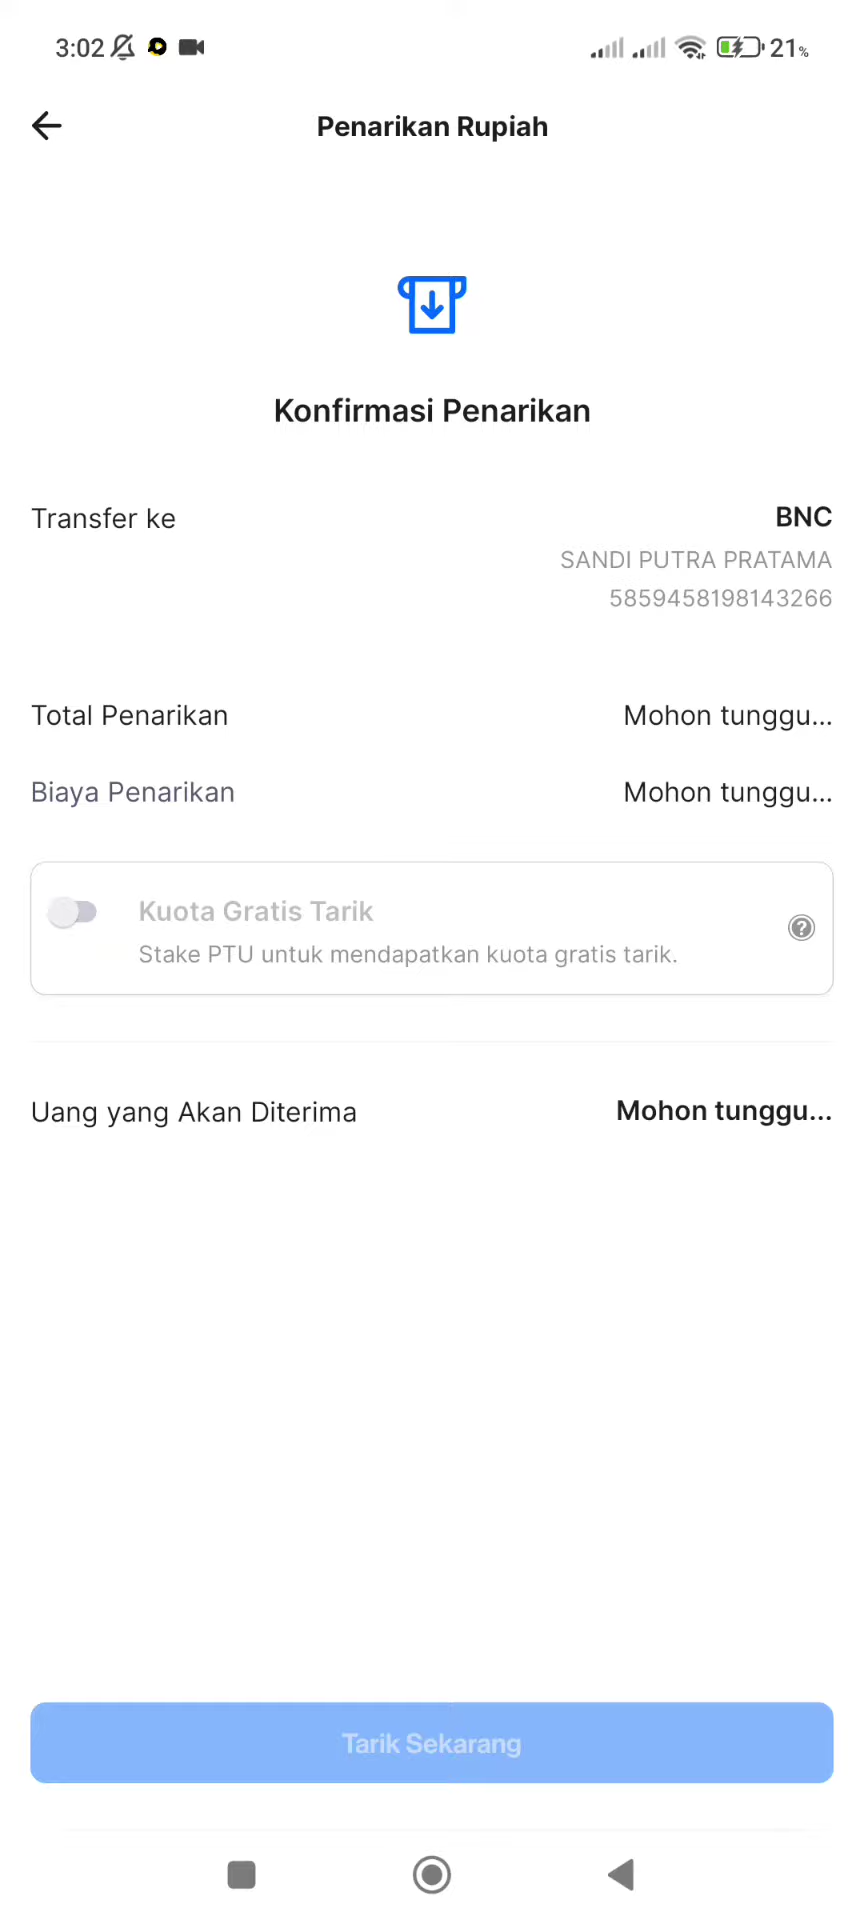 3:02
21%
Penarikan Rupiah
Konfirmasi Penarikan
Transfer ke
BNC
SANDI PUTRA PRATAMA
5859458198143266
Total Penarikan
Mohon tunggu...
Biaya Penarikan
Mohon tunggu...
Kuota Gratis Tarik
Stake PTU untuk mendapatkan kuota gratis tarik.
Uang yang Akan Diterima
Mohon tunggu...
Tarik Sekarang